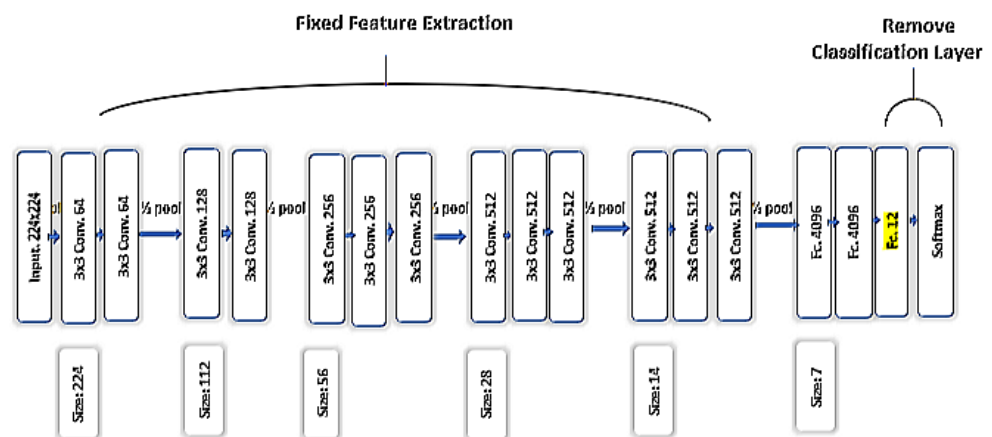 Fixed Feature Extraction
Remove
Classification Layer
Input. 224x224
3x3 Conv. 64
3x3 Conv. 64
½ pool
3x3 Conv. 128
3x3 Conv. 128
½ pool
3x3 Conv. 256
3x3 Conv. 256
3x3 Conv. 256
½ pool
3x3 Conv. 512
3x3 Conv. 512
3x3 Conv. 512
½ pool
3x3 Conv. 512
3x3 Conv. 512
3x3 Conv. 512
½ pool
Fc. 4096
Fc. 4096
Fc. 12
Softmax
Size: 224
Size: 112
Size: 56
Size: 28
Size: 14
Size: 7